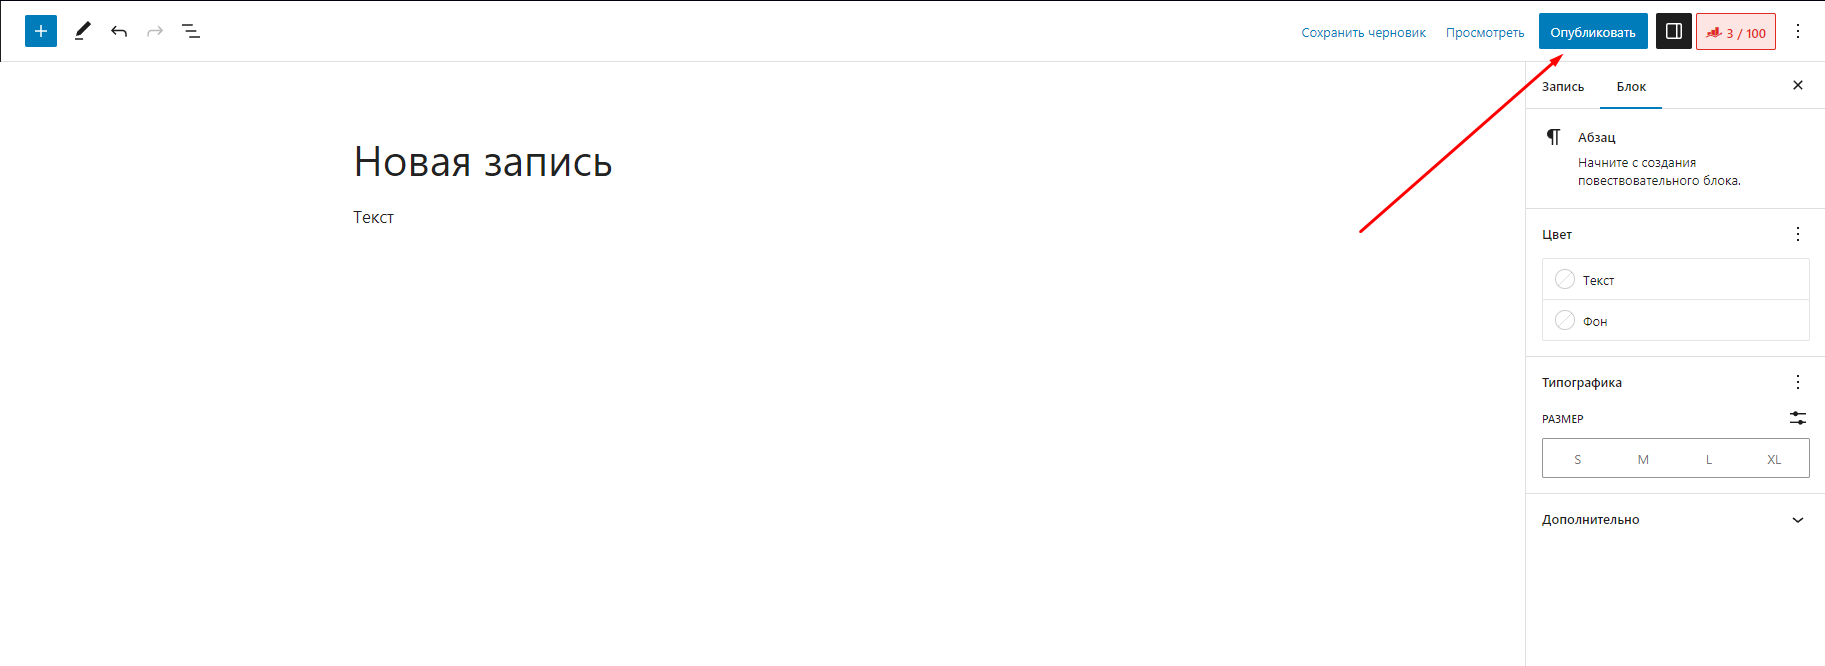 Сохранить черновик Просмотреть Опубликовать 3 / 100
Запись Блок
Новая запись
Текст
Абзац
Начните с создания
повествовательного блока.
Цвет
Текст
Фон
Типографика
РАЗМЕР
S M L XL
Дополнительно